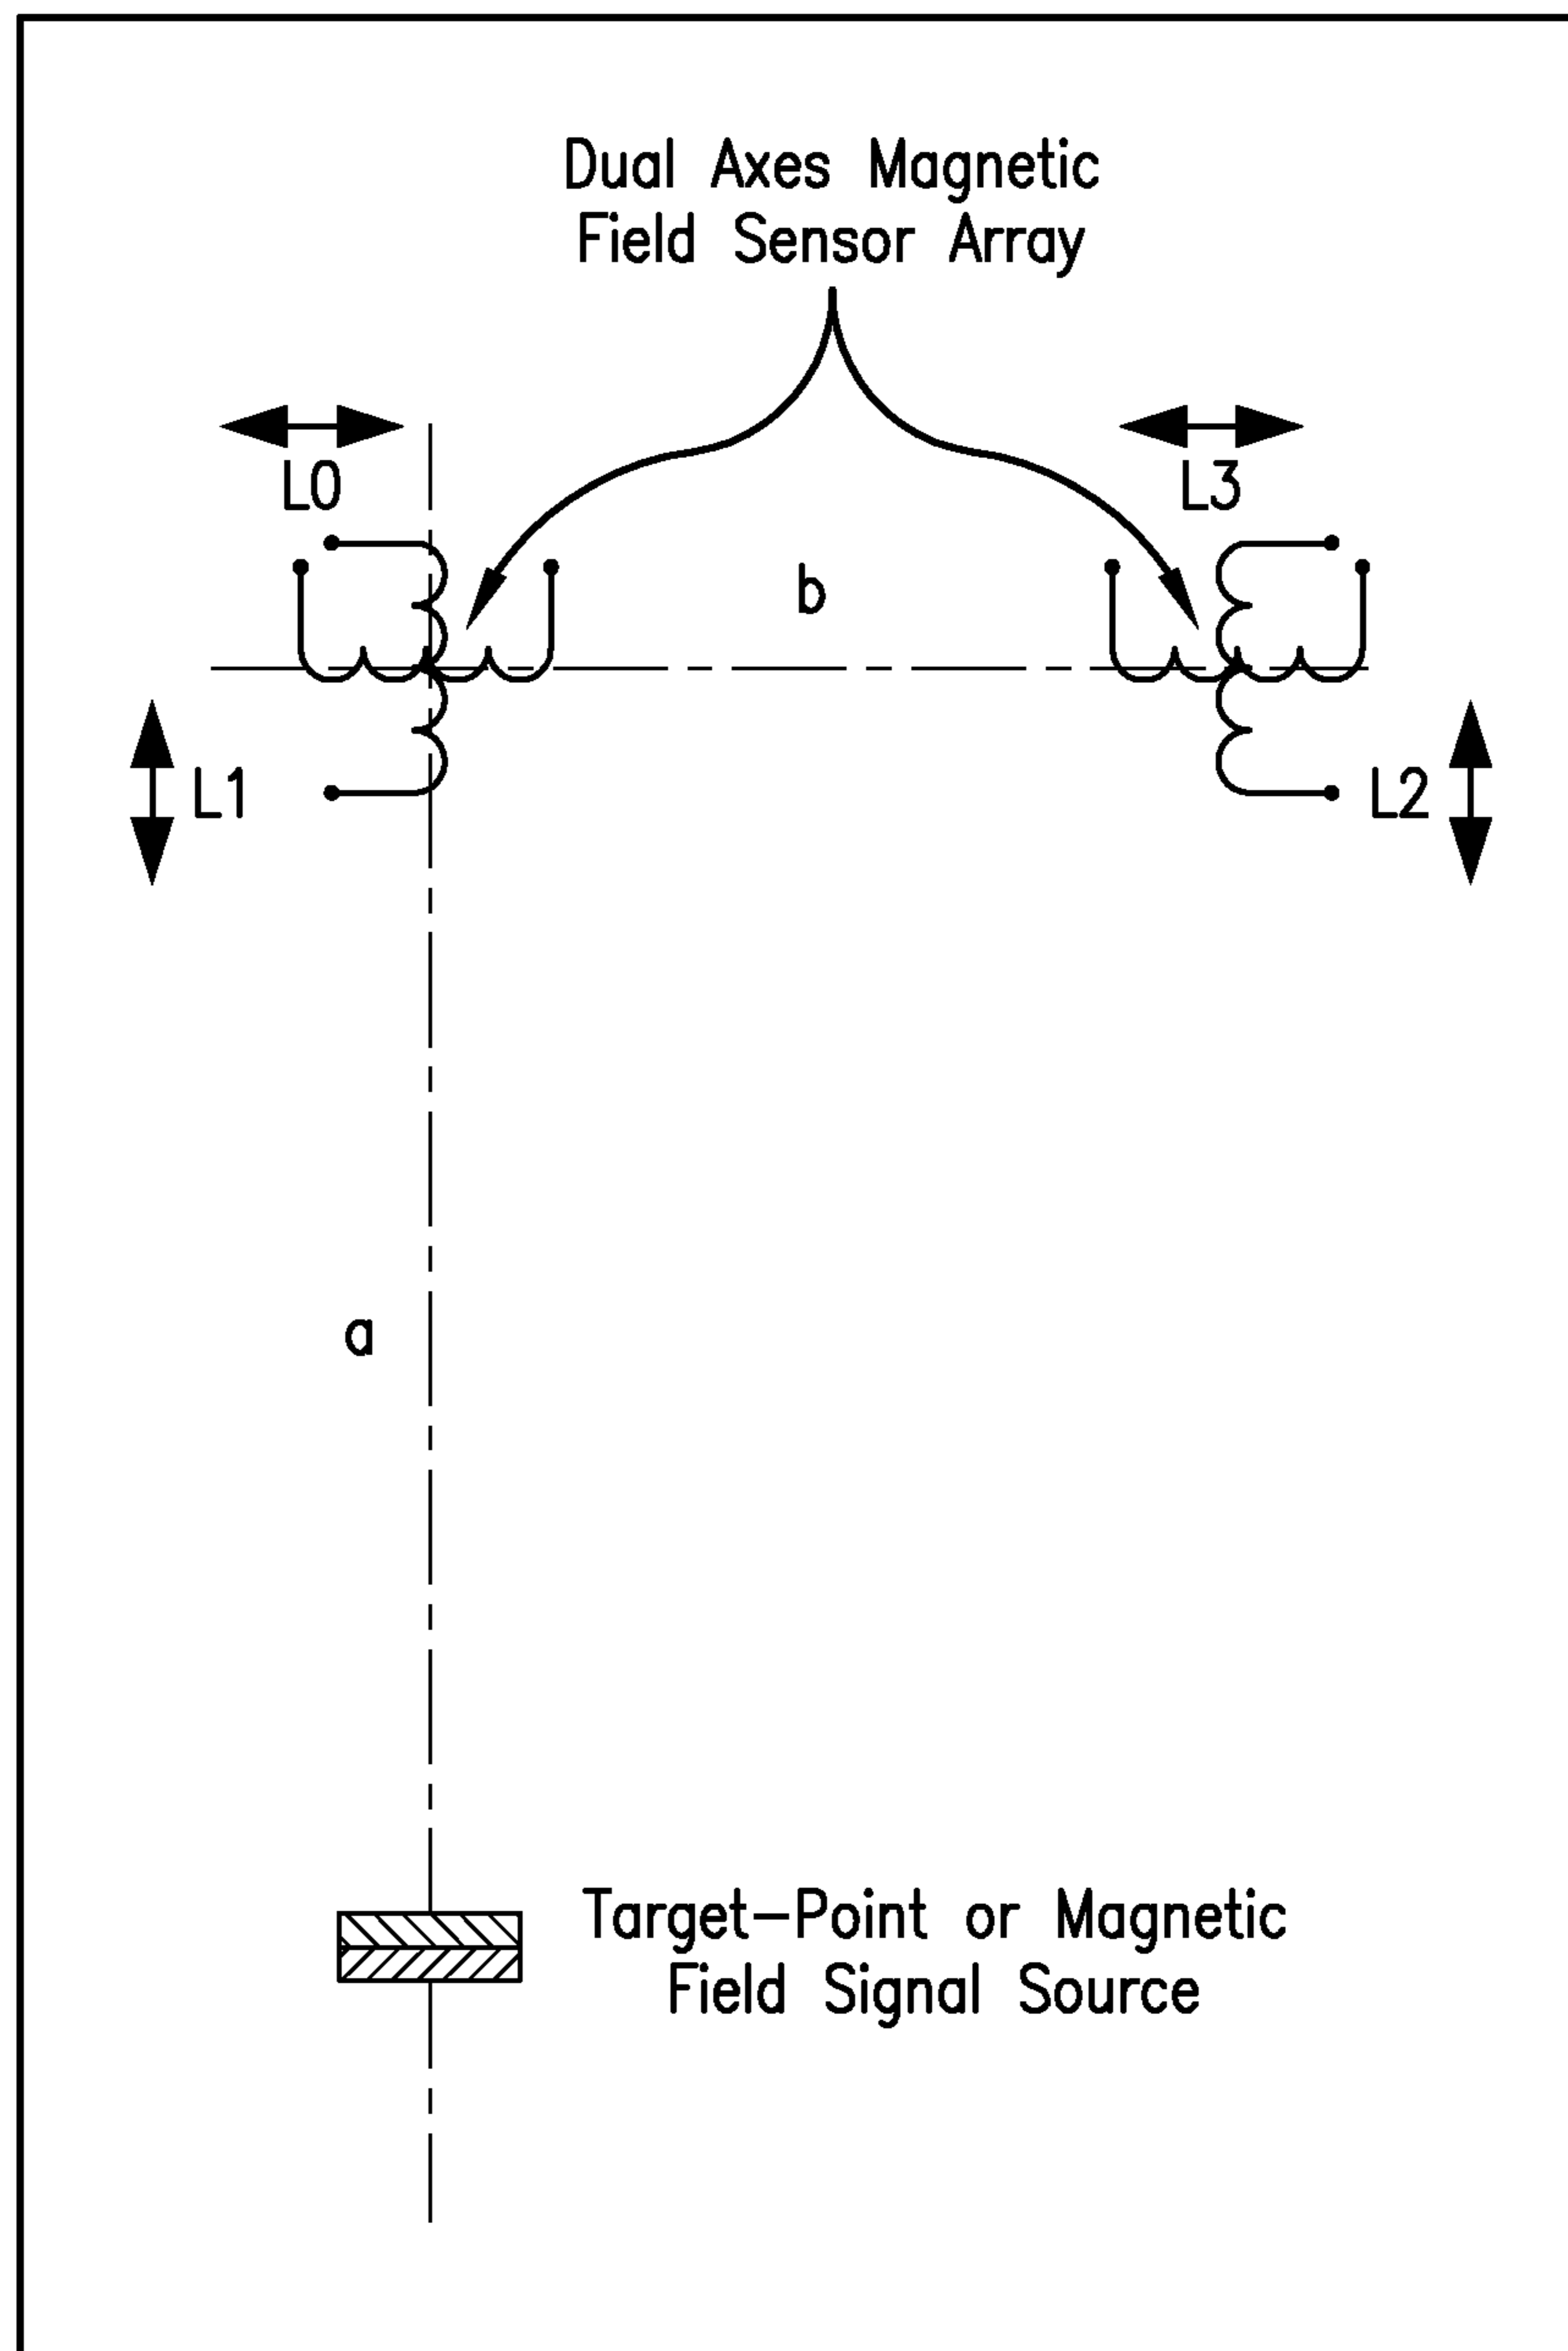 Dual Axes Magnetic
Field Sensor Array
L0
L3
b
L1
L2
a
Target-Point or Magnetic
Field Signal Source